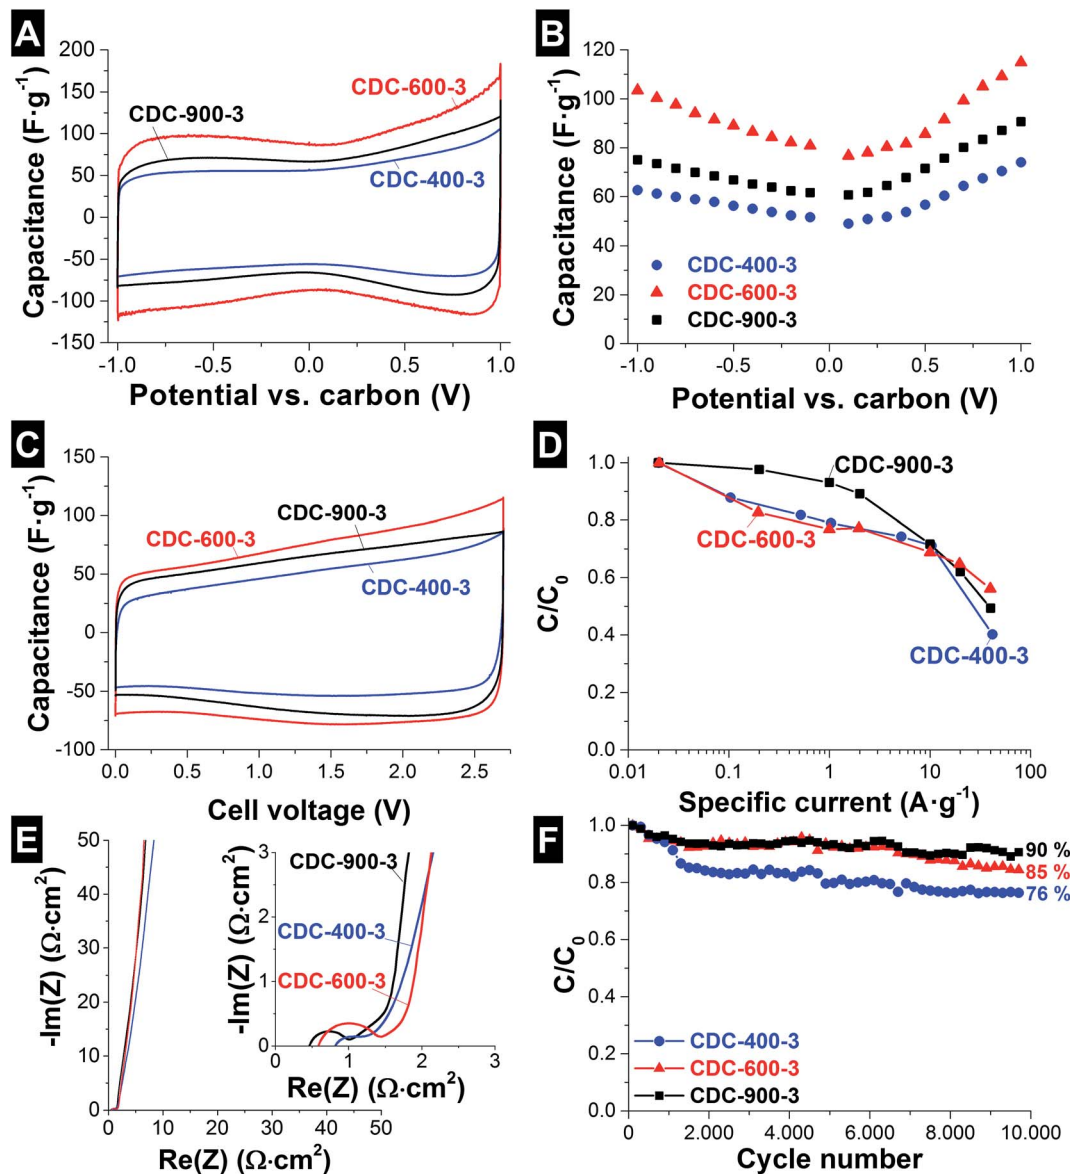 A
Capacitance (F·g⁻¹)
200
150
100
50
0
-50
-100
-150
CDC-600-3
CDC-900-3
CDC-400-3
-1.0 -0.5 0.0 0.5 1.0
Potential vs. carbon (V)
B
Capacitance (F·g⁻¹)
120
100
80
60
40
20
0
CDC-400-3
CDC-600-3
CDC-900-3
-1.0 -0.5 0.0 0.5 1.0
Potential vs. carbon (V)
C
Capacitance (F·g⁻¹)
150
100
50
0
-50
-100
CDC-900-3
CDC-600-3
CDC-400-3
0.0 0.5 1.0 1.5 2.0 2.5
Cell voltage (V)
D
C/C₀
1.0
0.8
0.6
0.4
0.2
0.0
CDC-900-3
CDC-600-3
CDC-400-3
0.01 0.1 1 10 100
Specific current (A·g⁻¹)
E
-Im(Z) (Ω·cm²)
50
40
30
20
10
0
0 10 20 30 40 50
Re(Z) (Ω·cm²)
-Im(Z) (Ω·cm²)
3
2
1
0
CDC-900-3
CDC-400-3
CDC-600-3
0 1 2 3
Re(Z) (Ω·cm²)
F
C/C₀
1.0
0.8
0.6
0.4
0.2
0.0
90 %
85 %
76 %
CDC-400-3
CDC-600-3
CDC-900-3
0 2.000 4.000 6.000 8.000 10.000
Cycle number